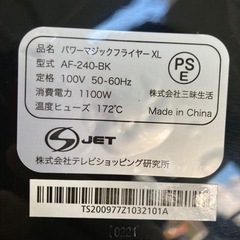 品名　パワーマジックフライヤー XL
型式　AF-240-BK
定格　100V 50-60Hz
消費電力　1100W
温度ヒューズ　172℃
PS
E
株式会社三昧生活
Made in China
JET
株式会社テレビショッピング研究所
TS200977Z1032101A
0221